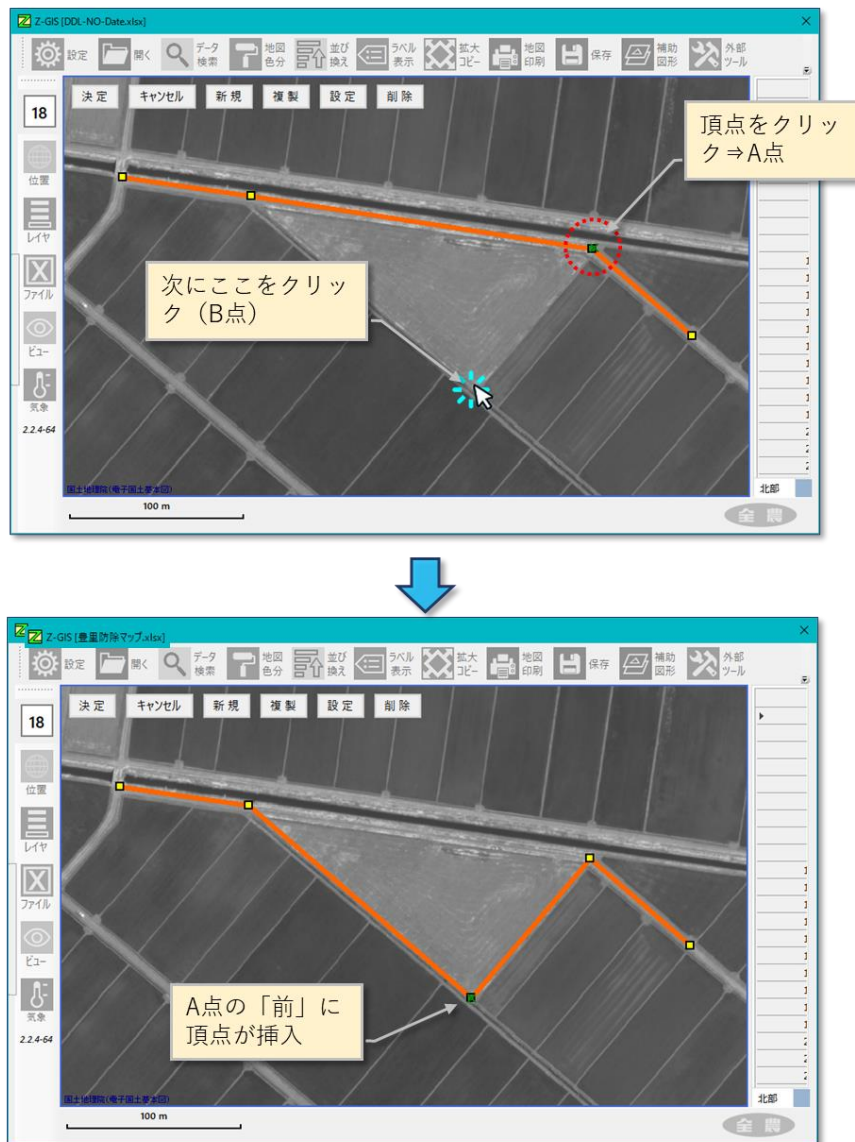 Z-GIS [DDL-NO-Date.xlsx]
設定
開く
データ
検索
地図
色分
並び
換え
ラベル
表示
拡大
コピー
地図
印刷
保存
補助
図形
外部
ツール
18
位置
レイヤ
ファイル
ビュー
気象
2.2.4-64
決定
キャンセル
新規
複製
設定
削除
頂点をクリッ
ク⇒A点
次にここをクリッ
ク（B点）
国土地理院(電子国土基本図)
100 m
北部
全農
Z-GIS [豊里防除マップ.xlsx]
設定
開く
データ
検索
地図
色分
並び
換え
ラベル
表示
拡大
コピー
地図
印刷
保存
補助
図形
外部
ツール
18
位置
レイヤ
ファイル
ビュー
気象
2.2.4-64
決定
キャンセル
新規
複製
設定
削除
A点の「前」に
頂点が挿入
国土地理院(電子国土基本図)
100 m
北部
全農